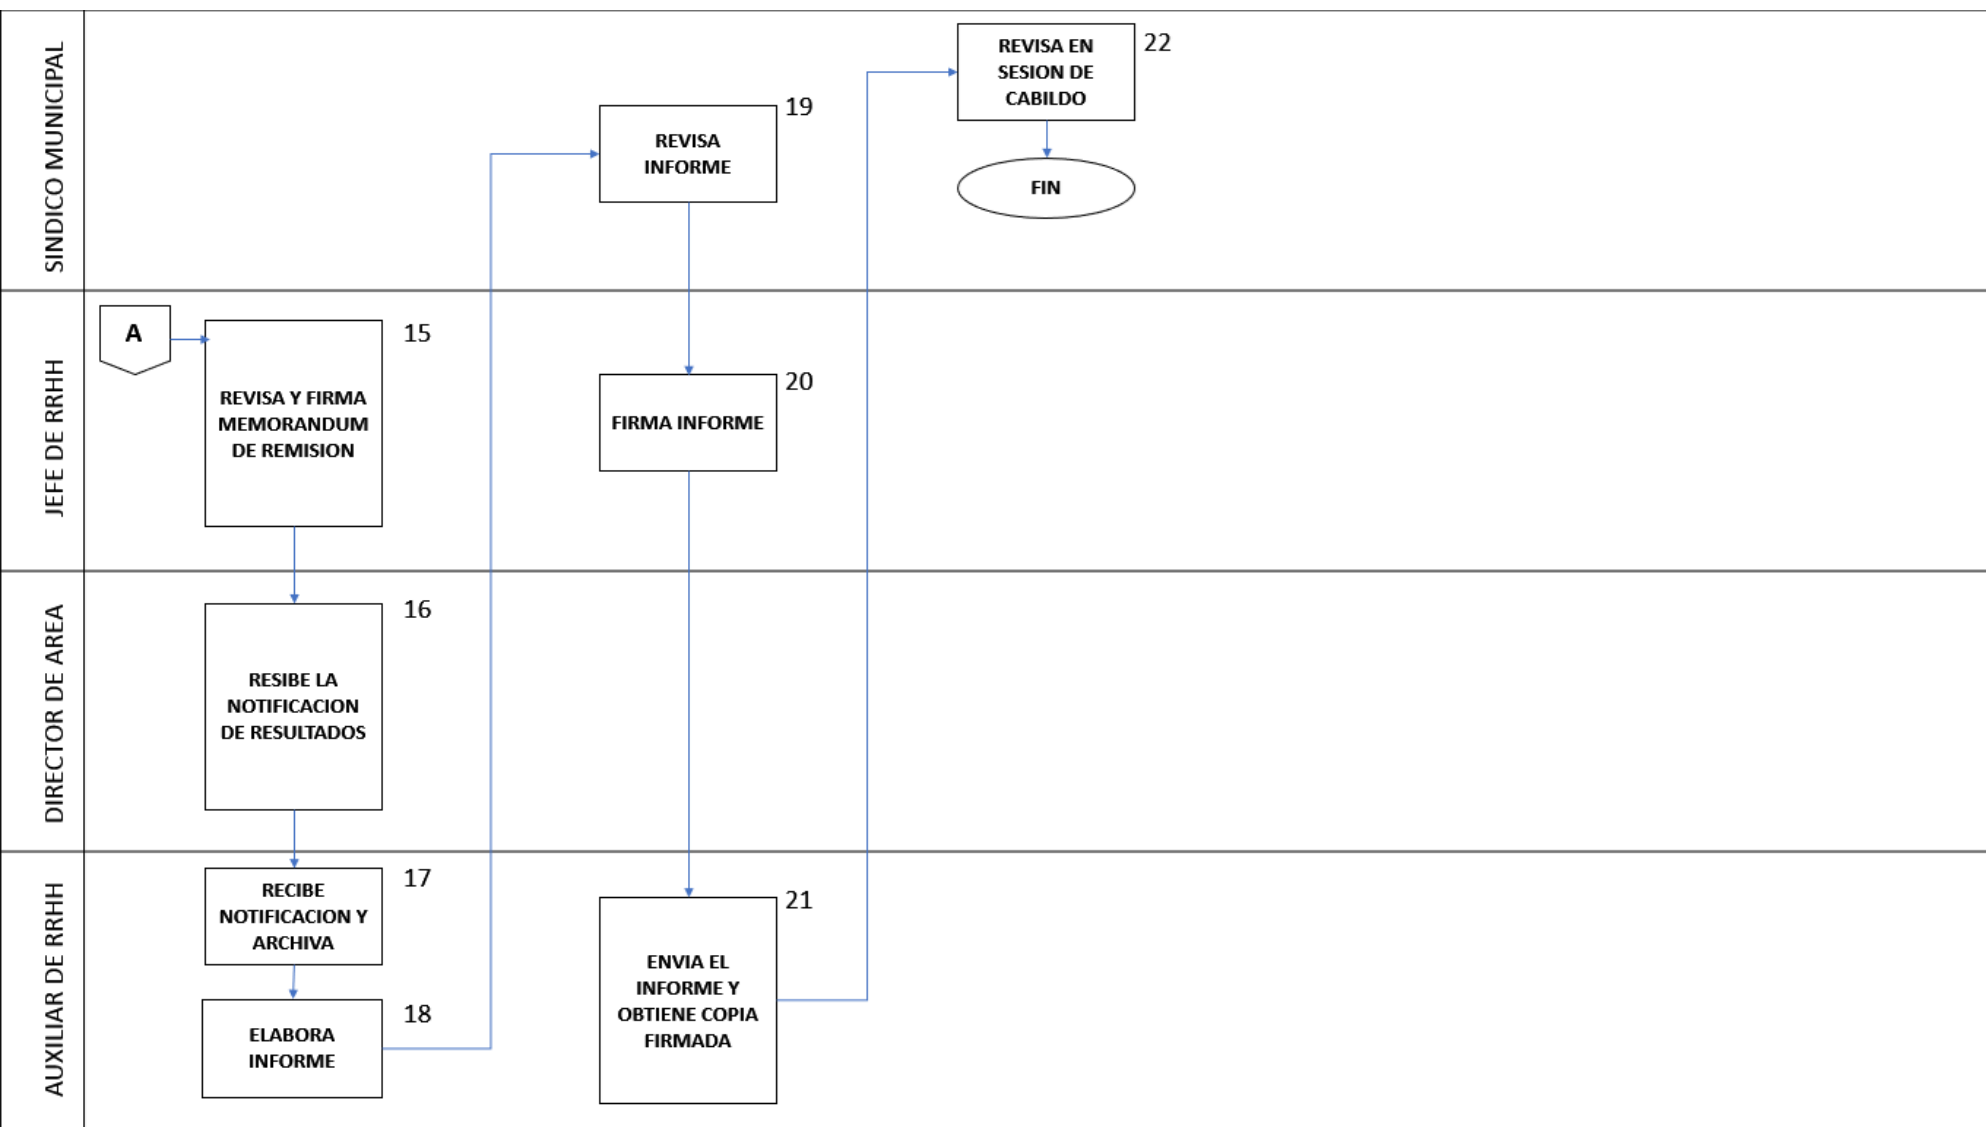 SINDICO MUNICIPAL
REVISA EN
SESION DE
CABILDO
22
FIN
REVISA
INFORME
19
JEFE DE RRHH
A
REVISA Y FIRMA
MEMORANDUM
DE REMISION
15
FIRMA INFORME
20
DIRECTOR DE AREA
RESIBE LA
NOTIFICACION
DE RESULTADOS
16
AUXILIAR DE RRHH
RECIBE
NOTIFICACION Y
ARCHIVA
17
ELABORA
INFORME
18
ENVIA EL
INFORME Y
OBTIENE COPIA
FIRMADA
21